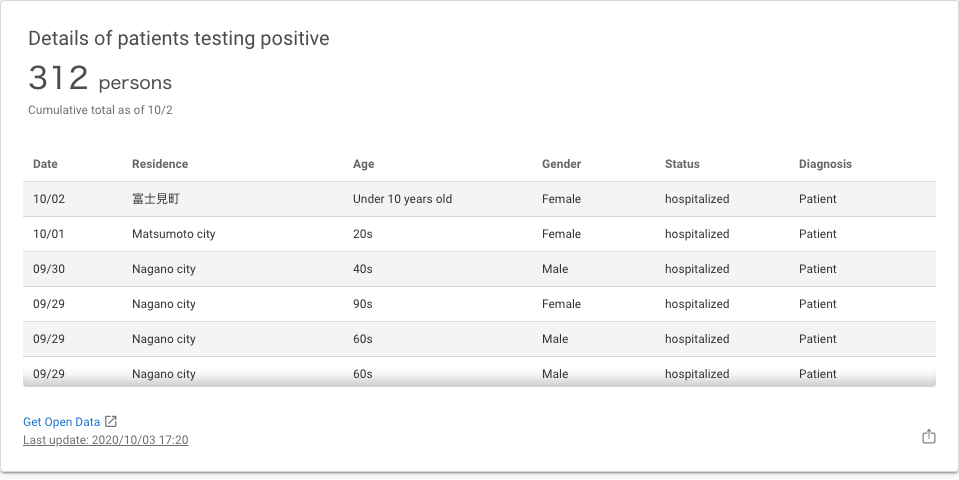 Details of patients testing positive
312 persons
Cumulative total as of 10/2
Date Residence Age Gender Status Diagnosis
10/02 富士見町 Under 10 years old Female hospitalized Patient
10/01 Matsumoto city 20s Female hospitalized Patient
09/30 Nagano city 40s Male hospitalized Patient
09/29 Nagano city 90s Female hospitalized Patient
09/29 Nagano city 60s Male hospitalized Patient
09/29 Nagano city 60s Male hospitalized Patient
Get Open Data
Last update: 2020/10/03 17:20